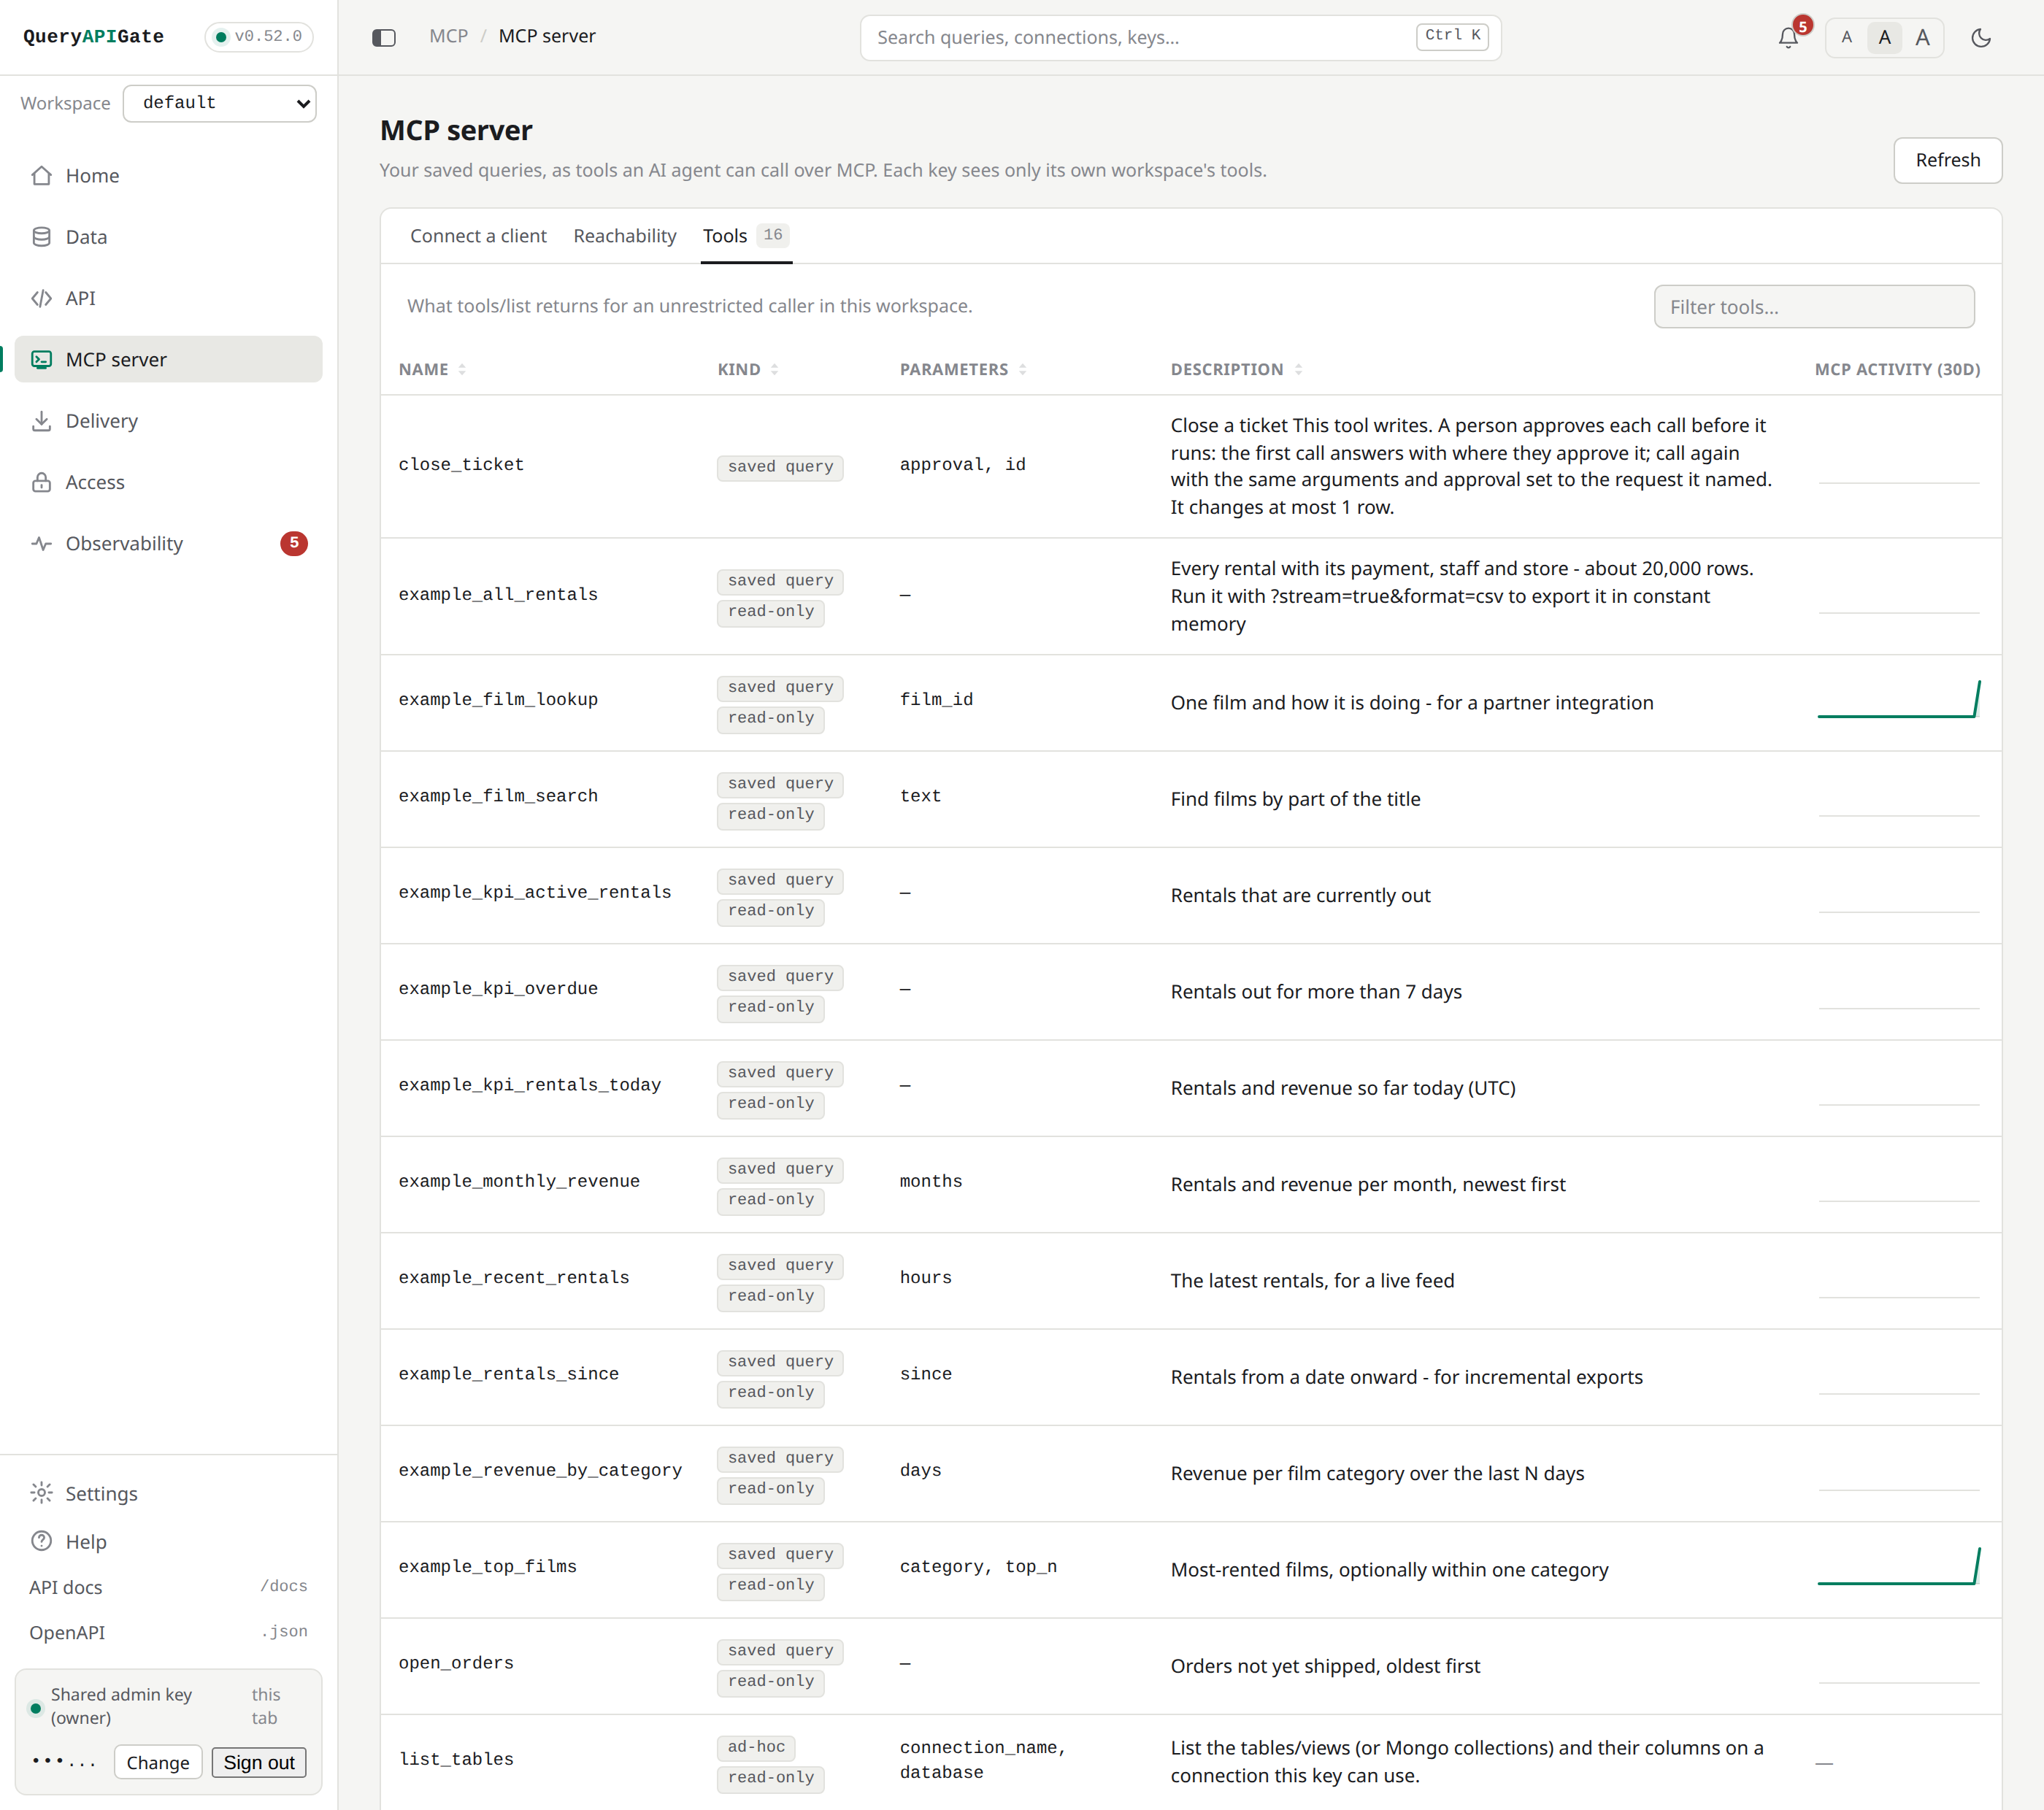 QueryAPIGate
v0.52.0
MCP / MCP server
Search queries, connections, keys...
Ctrl K
5
A A A
Workspace
default
Home
Data
API
MCP server
Delivery
Access
Observability
5
Settings
Help
API docs
/docs
OpenAPI
.json
Shared admin key (owner)
this tab
•••...
Change
Sign out
MCP server
Your saved queries, as tools an AI agent can call over MCP. Each key sees only its own workspace's tools.
Refresh
Connect a client
Reachability
Tools 16
What tools/list returns for an unrestricted caller in this workspace.
Filter tools...
NAME KIND PARAMETERS DESCRIPTION MCP ACTIVITY (30D)
close_ticket
saved query
approval, id
Close a ticket This tool writes. A person approves each call before it
runs: the first call answers with where they approve it; call again
with the same arguments and approval set to the request it named.
It changes at most 1 row.
example_all_rentals
saved query
read-only
—
Every rental with its payment, staff and store - about 20,000 rows.
Run it with ?stream=true&format=csv to export it in constant
memory
example_film_lookup
saved query
read-only
film_id
One film and how it is doing - for a partner integration
example_film_search
saved query
read-only
text
Find films by part of the title
example_kpi_active_rentals
saved query
read-only
—
Rentals that are currently out
example_kpi_overdue
saved query
read-only
—
Rentals out for more than 7 days
example_kpi_rentals_today
saved query
read-only
—
Rentals and revenue so far today (UTC)
example_monthly_revenue
saved query
read-only
months
Rentals and revenue per month, newest first
example_recent_rentals
saved query
read-only
hours
The latest rentals, for a live feed
example_rentals_since
saved query
read-only
since
Rentals from a date onward - for incremental exports
example_revenue_by_category
saved query
read-only
days
Revenue per film category over the last N days
example_top_films
saved query
read-only
category, top_n
Most-rented films, optionally within one category
open_orders
saved query
read-only
—
Orders not yet shipped, oldest first
list_tables
ad-hoc
read-only
connection_name,
database
List the tables/views (or Mongo collections) and their columns on a
connection this key can use.
—